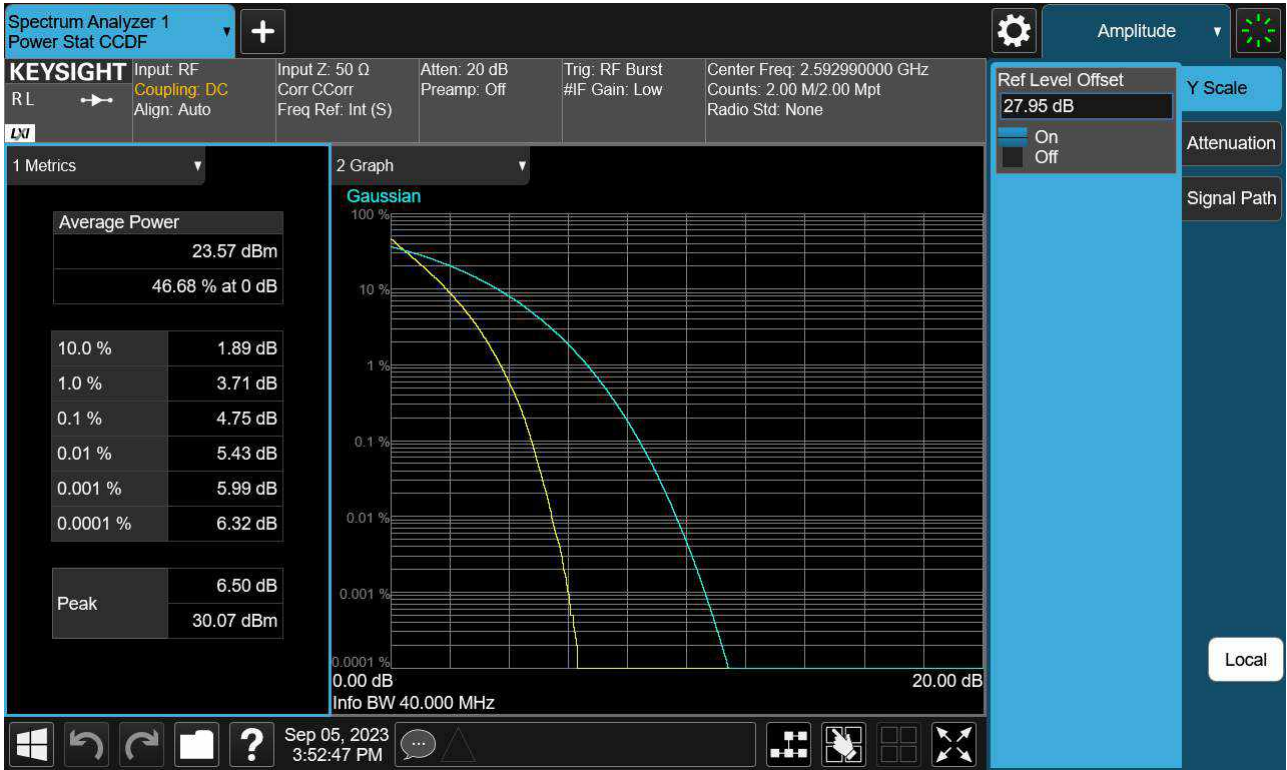 Spectrum Analyzer 1
Power Stat CCDF
+
Amplitude
KEYSIGHT
R L
LXI
Input: RF
Coupling: DC
Align: Auto
Input Z: 50 Ω
Corr CCorr
Freq Ref: Int (S)
Atten: 20 dB
Preamp: Off
Trig: RF Burst
#IF Gain: Low
Center Freq: 2.592990000 GHz
Counts: 2.00 M/2.00 Mpt
Radio Std: None
Ref Level Offset
27.95 dB
On
Off
Y Scale
Attenuation
Signal Path
1 Metrics
Average Power
23.57 dBm
46.68 % at 0 dB
10.0 % 1.89 dB
1.0 % 3.71 dB
0.1 % 4.75 dB
0.01 % 5.43 dB
0.001 % 5.99 dB
0.0001 % 6.32 dB
Peak
6.50 dB
30.07 dBm
2 Graph
Gaussian
100 %
10 %
1 %
0.1 %
0.01 %
0.001 %
0.0001 %
0.00 dB 20.00 dB
Info BW 40.000 MHz
Local
?
Sep 05, 2023
3:52:47 PM